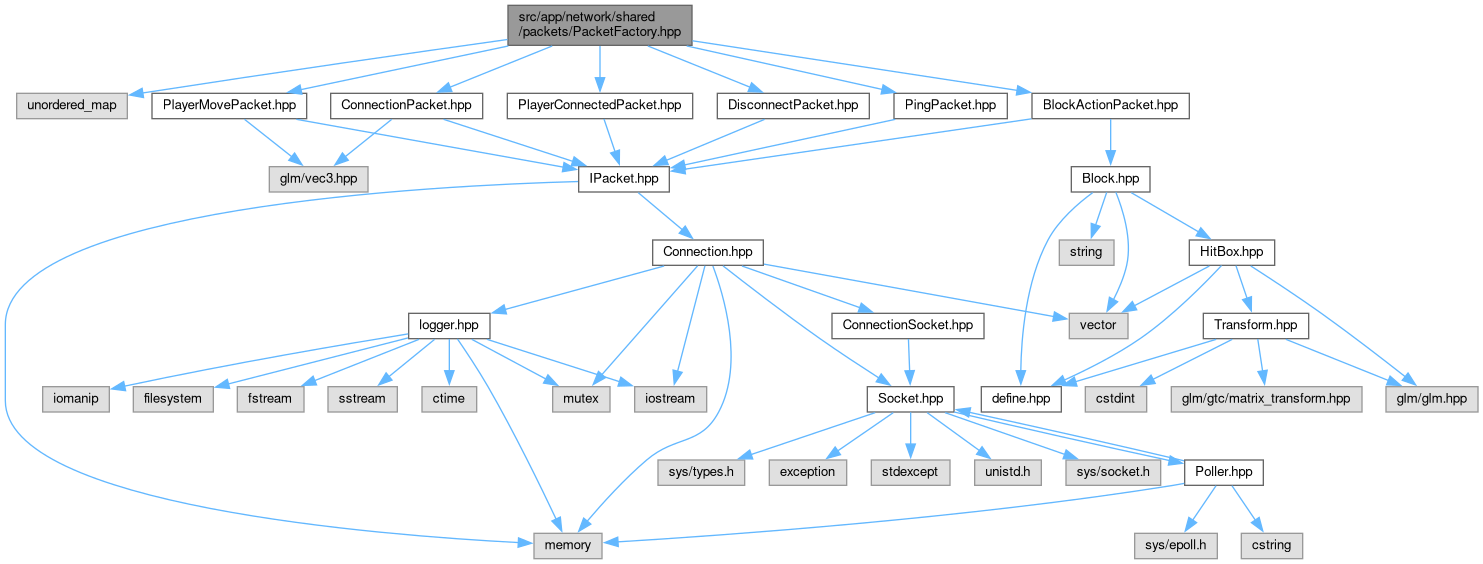 src/app/network/shared
/packets/PacketFactory.hpp
unordered_map
PlayerMovePacket.hpp
ConnectionPacket.hpp
PlayerConnectedPacket.hpp
DisconnectPacket.hpp
PingPacket.hpp
BlockActionPacket.hpp
glm/vec3.hpp
IPacket.hpp
Block.hpp
Connection.hpp
string
HitBox.hpp
logger.hpp
ConnectionSocket.hpp
vector
Transform.hpp
iomanip
filesystem
fstream
sstream
ctime
mutex
iostream
Socket.hpp
define.hpp
cstdint
glm/gtc/matrix_transform.hpp
glm/glm.hpp
sys/types.h
exception
stdexcept
unistd.h
sys/socket.h
Poller.hpp
memory
sys/epoll.h
cstring